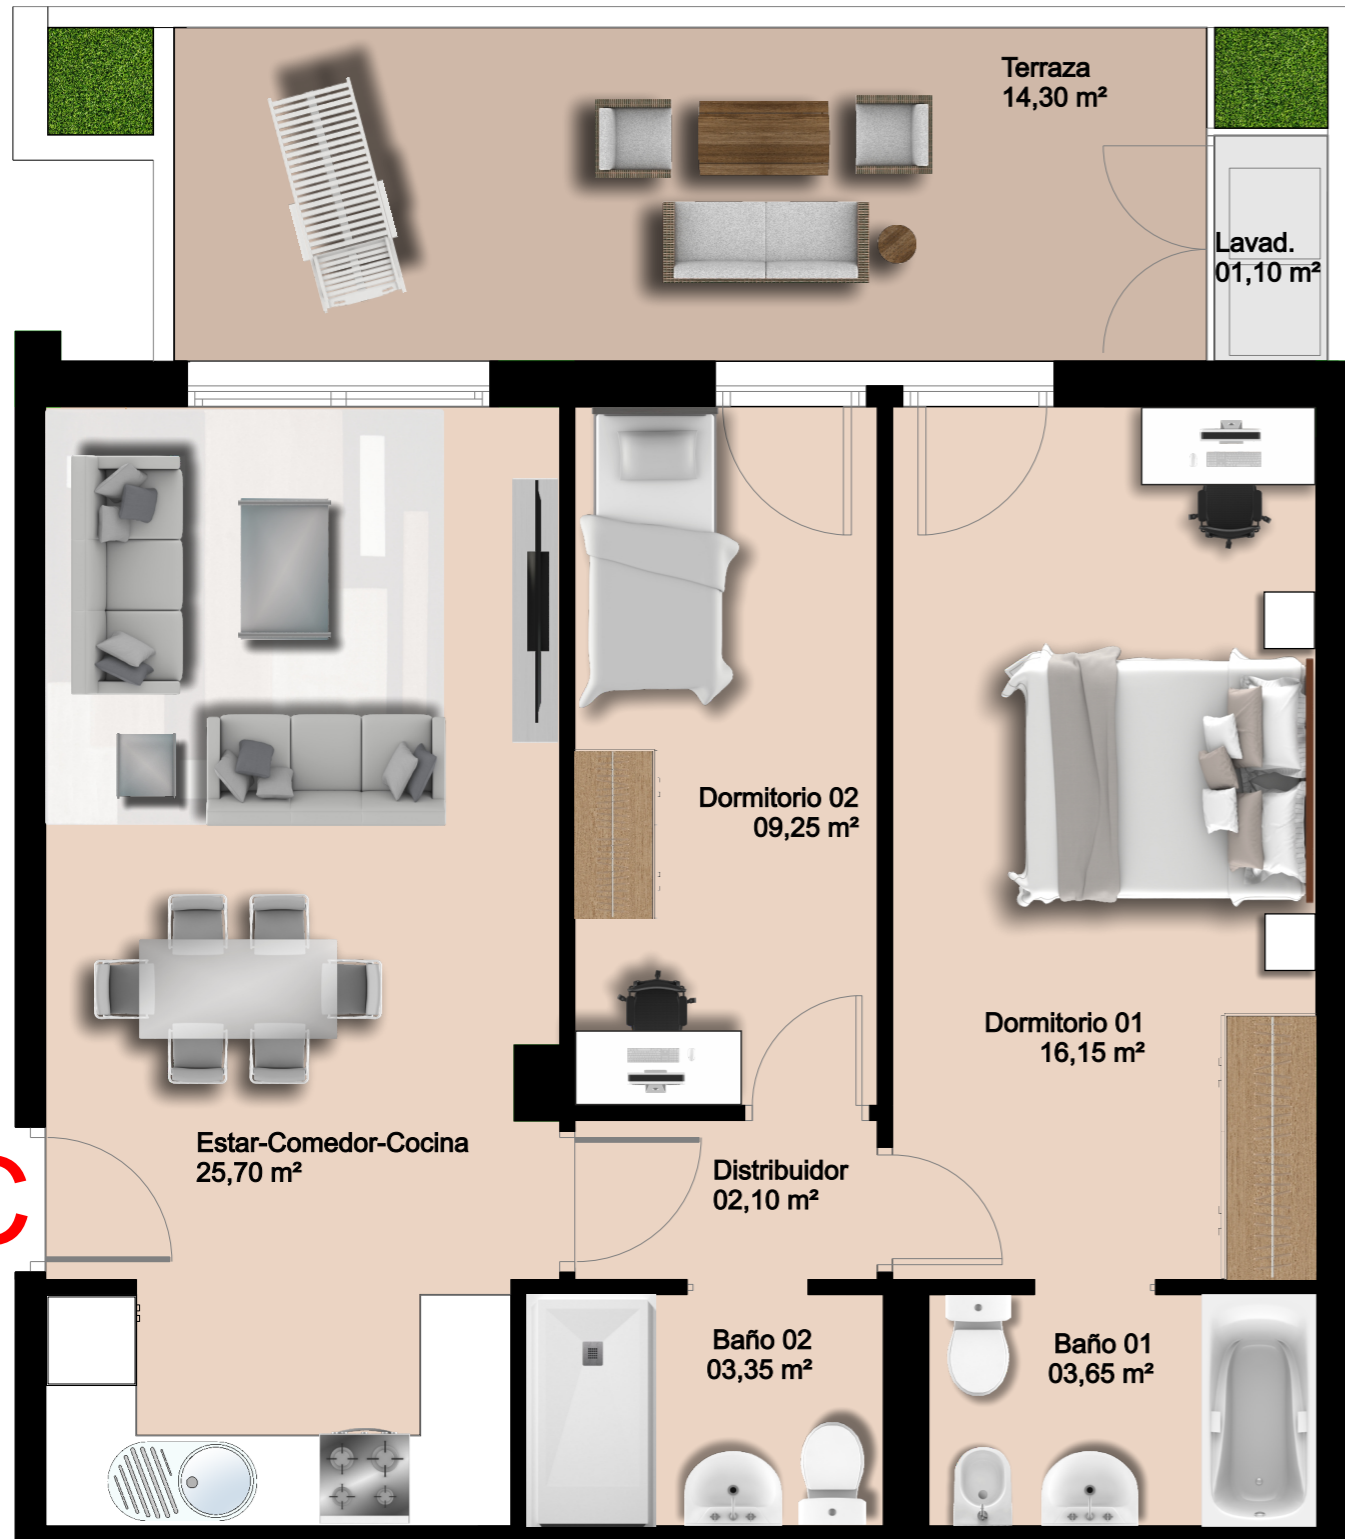 Terraza
14,30 m²
Lavad.
01,10 m²
Dormitorio 02
09,25 m²
Dormitorio 01
16,15 m²
Estar-Comedor-Cocina
25,70 m²
Distribuidor
02,10 m²
C
Baño 02
03,35 m²
Baño 01
03,65 m²